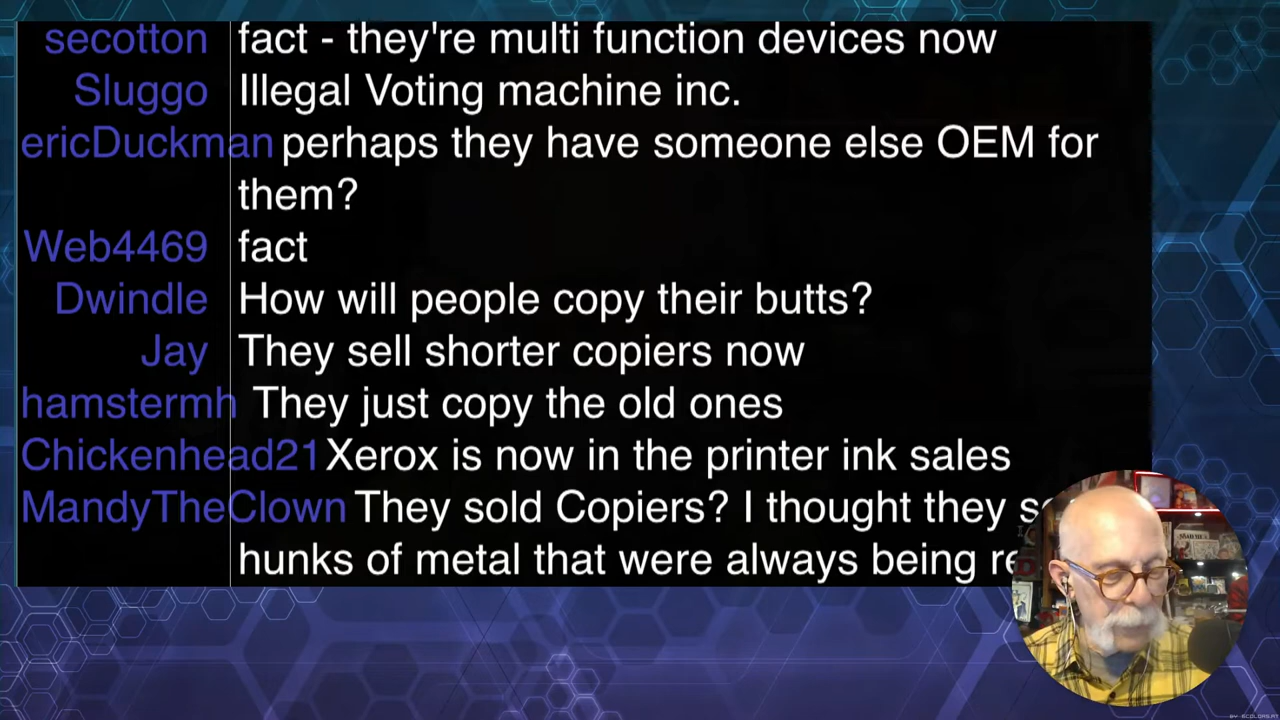 secotton fact - they're multi function devices now
Sluggo Illegal Voting machine inc.
ericDuckman perhaps they have someone else OEM for
them?
Web4469 fact
Dwindle How will people copy their butts?
Jay They sell shorter copiers now
hamstermh They just copy the old ones
Chickenhead21 Xerox is now in the printer ink sales
MandyTheClown They sold Copiers? I thought they
hunks of metal that were always being